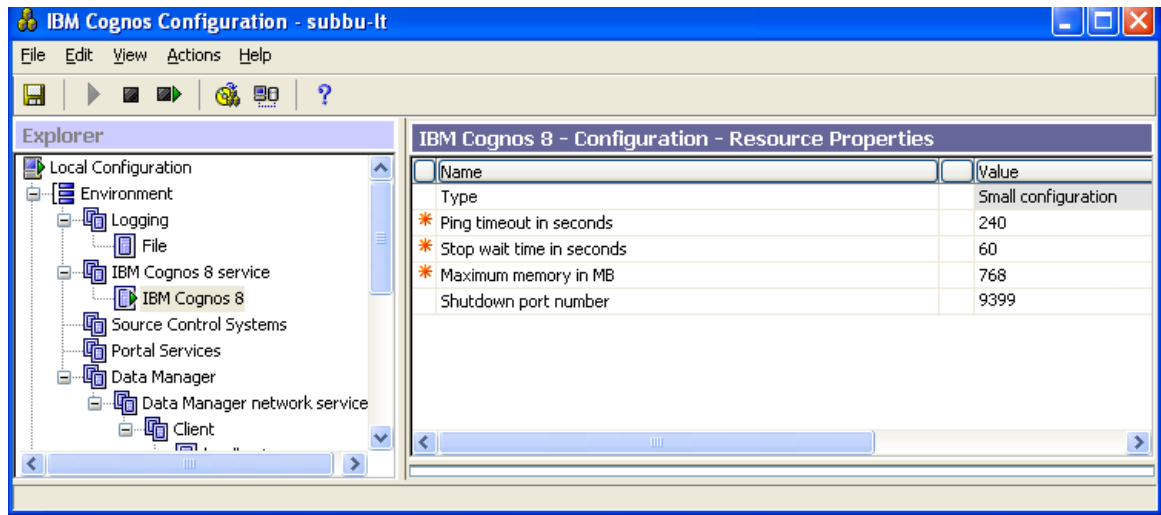 IBM Cognos Configuration - subbu-lt
File Edit View Actions Help
Explorer
Local Configuration
Environment
Logging
File
IBM Cognos 8 service
IBM Cognos 8
Source Control Systems
Portal Services
Data Manager
Data Manager network service
Client
IBM Cognos 8 - Configuration - Resource Properties
Name Value
Type Small configuration
* Ping timeout in seconds 240
* Stop wait time in seconds 60
* Maximum memory in MB 768
Shutdown port number 9399